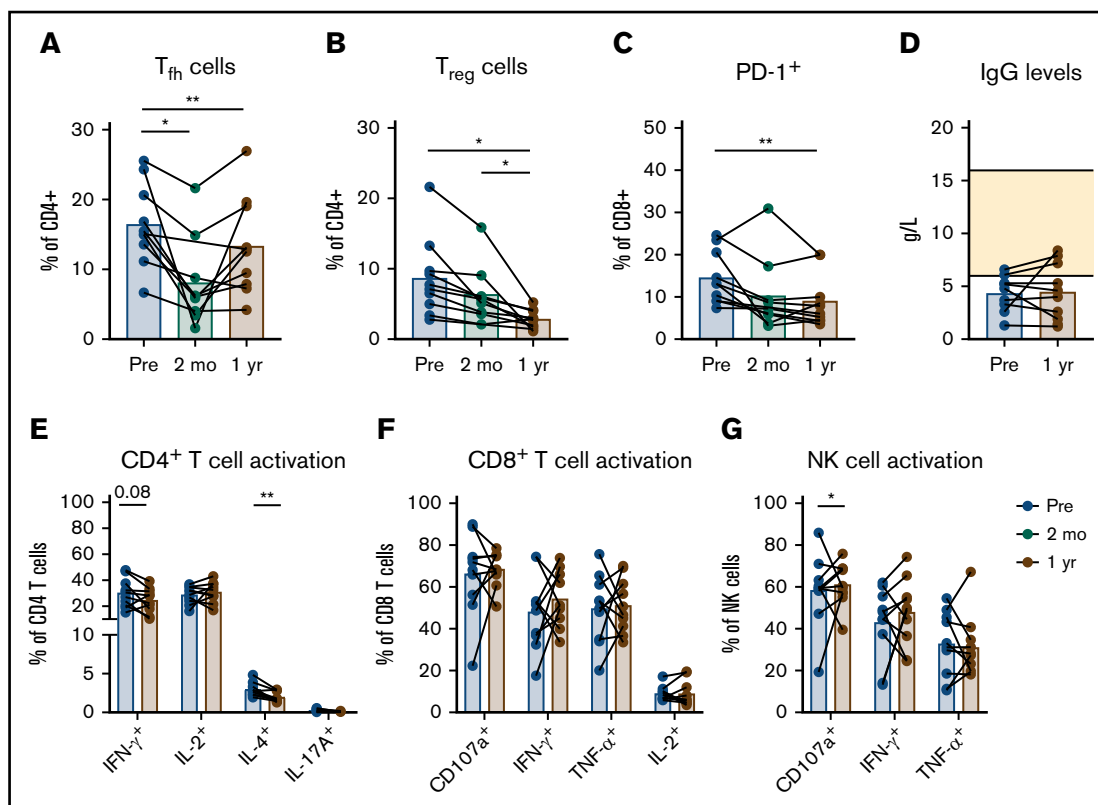 A
T_fh cells
**
*
30
20
10
0
% of CD4+
Pre 2 mo 1 yr
B
T_reg cells
*
*
30
20
10
0
% of CD4+
Pre 2 mo 1 yr
C
PD-1⁺
**
50
40
30
20
10
0
% of CD8+
Pre 2 mo 1 yr
D
IgG levels
20
15
10
5
0
g/L
Pre 1 yr
E
CD4⁺ T cell activation
0.08
**
100
80
60
40
20
10
5
0
% of CD4 T cells
IFN-γ⁺ IL-2⁺ IL-4⁺ IL-17A⁺
F
CD8⁺ T cell activation
100
80
60
40
20
0
% of CD8 T cells
CD107a⁺ IFN-γ⁺ TNF-α⁺ IL-2⁺
G
NK cell activation
*
100
80
60
40
20
0
% of NK cells
CD107a⁺ IFN-γ⁺ TNF-α⁺
Pre
2 mo
1 yr